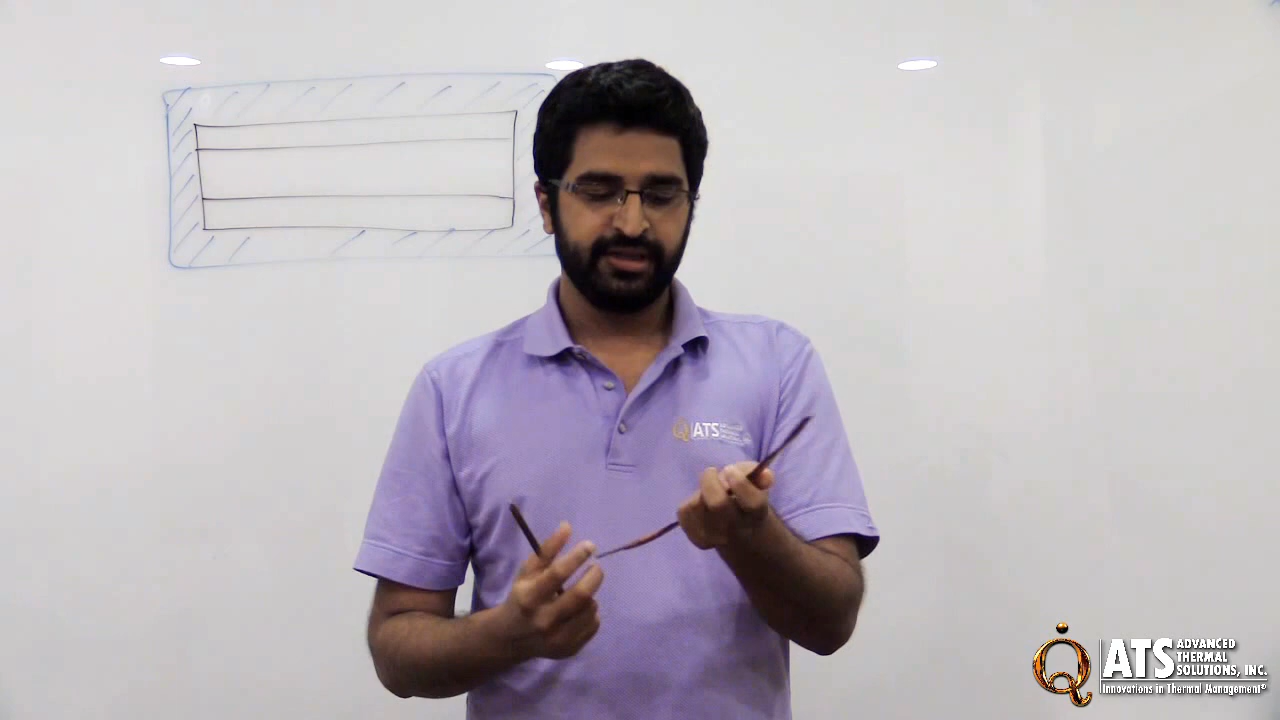 ATS
Q ATS ADVANCED
THERMAL
SOLUTIONS, INC.
Innovations in Thermal Management®